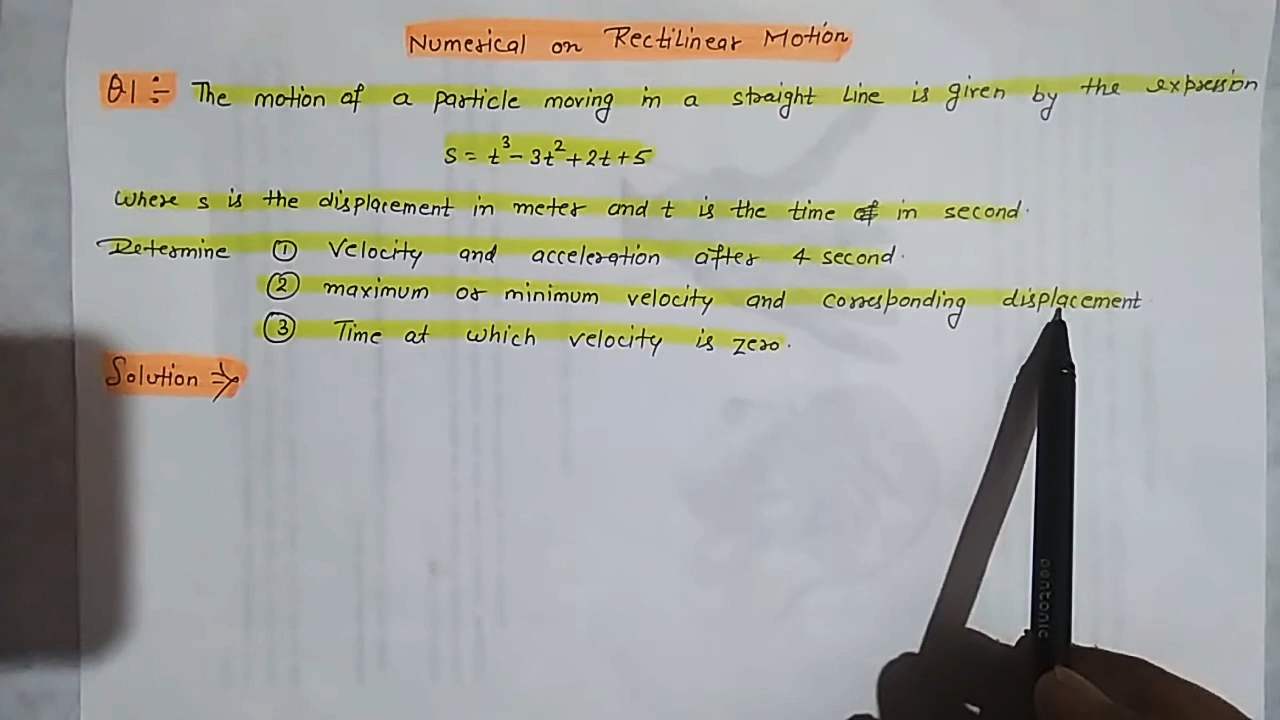 Numerical on Rectilinear Motion
Q1 ÷ The motion of a particle moving in a straight Line is given by the expression
s = t³ - 3t² + 2t + 5
where s is the displacement in meter and t is the time in second.
Determine ① Velocity and acceleration after 4 second.
② maximum or minimum velocity and corresponding displacement
③ Time at which velocity is zero.
Solution ⇒
pentonic